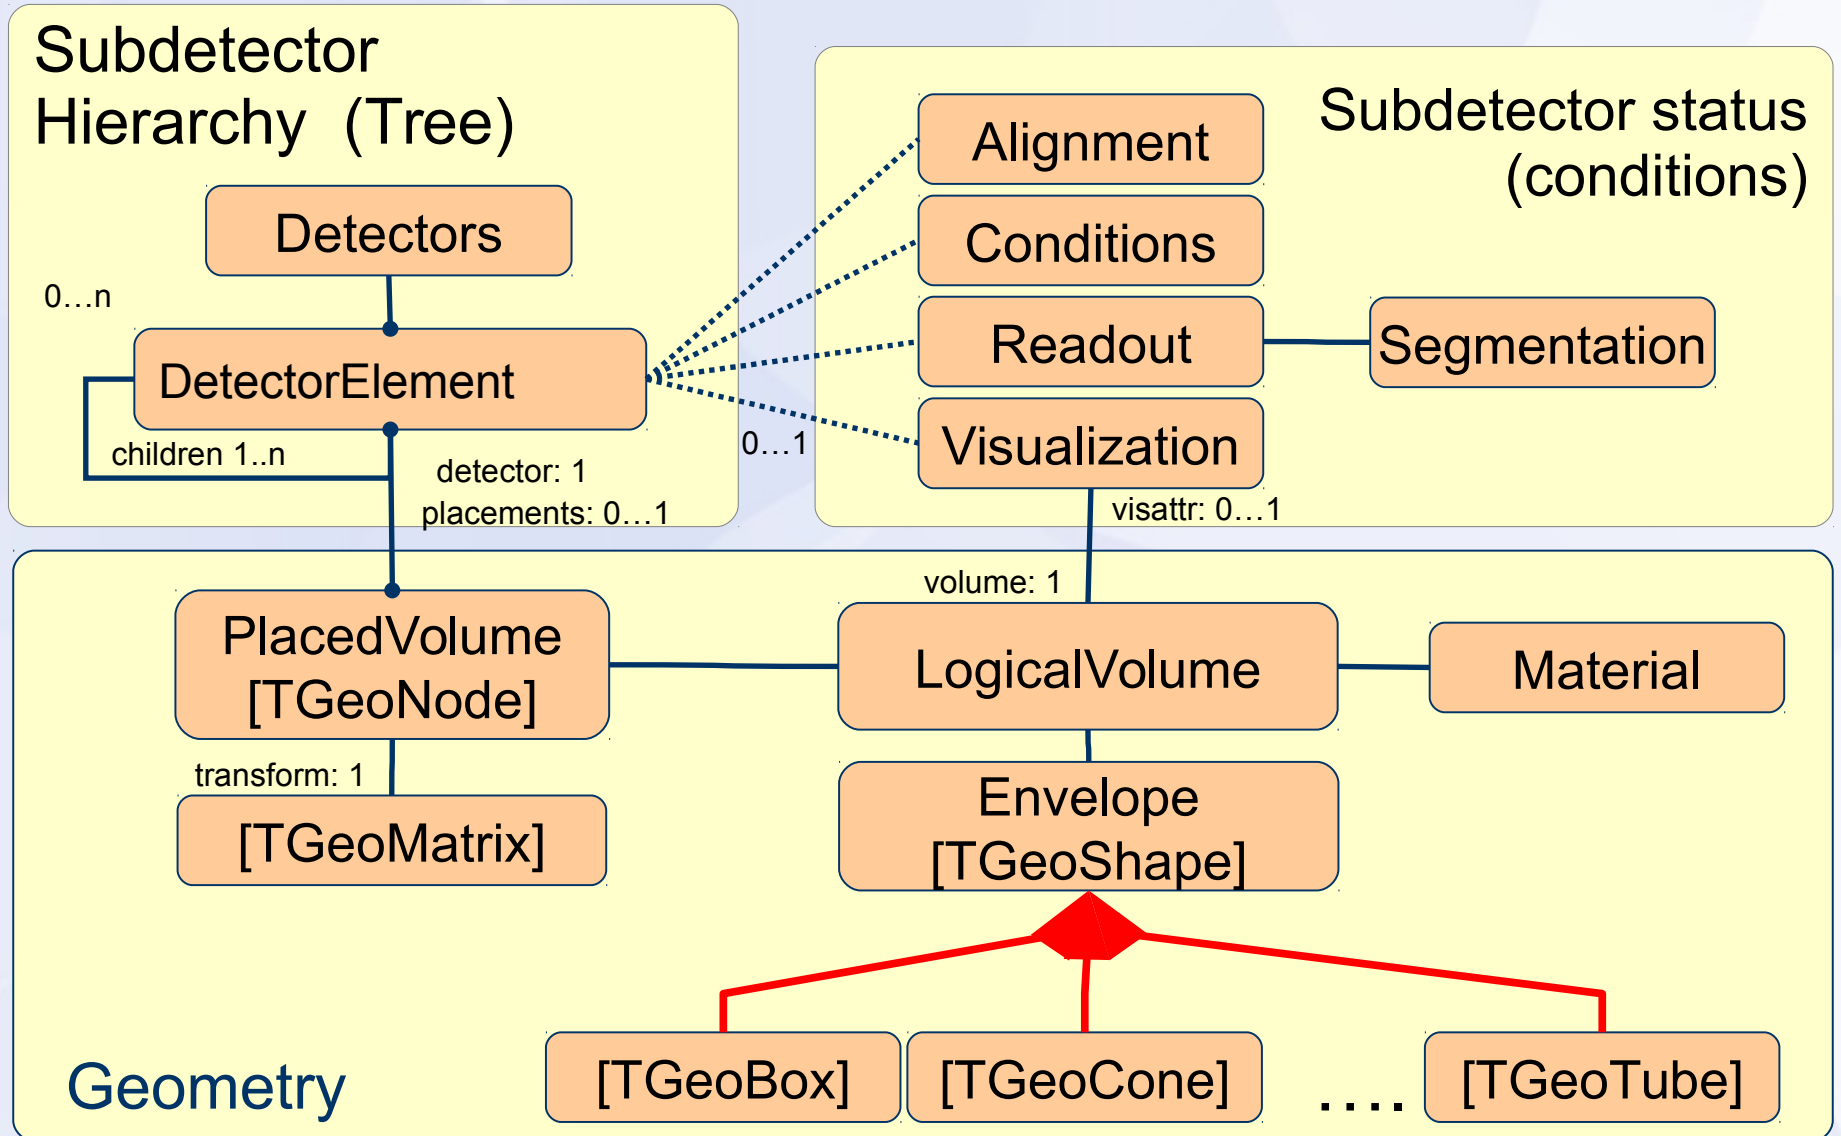 Subdetector
Hierarchy (Tree)
Detectors
0…n
DetectorElement
children 1..n
detector: 1
placements: 0…1
0…1
Subdetector status
(conditions)
Alignment
Conditions
Readout
Segmentation
Visualization
visattr: 0…1
volume: 1
PlacedVolume
[TGeoNode]
LogicalVolume
Material
transform: 1
[TGeoMatrix]
Envelope
[TGeoShape]
Geometry
[TGeoBox]
[TGeoCone]
....
[TGeoTube]